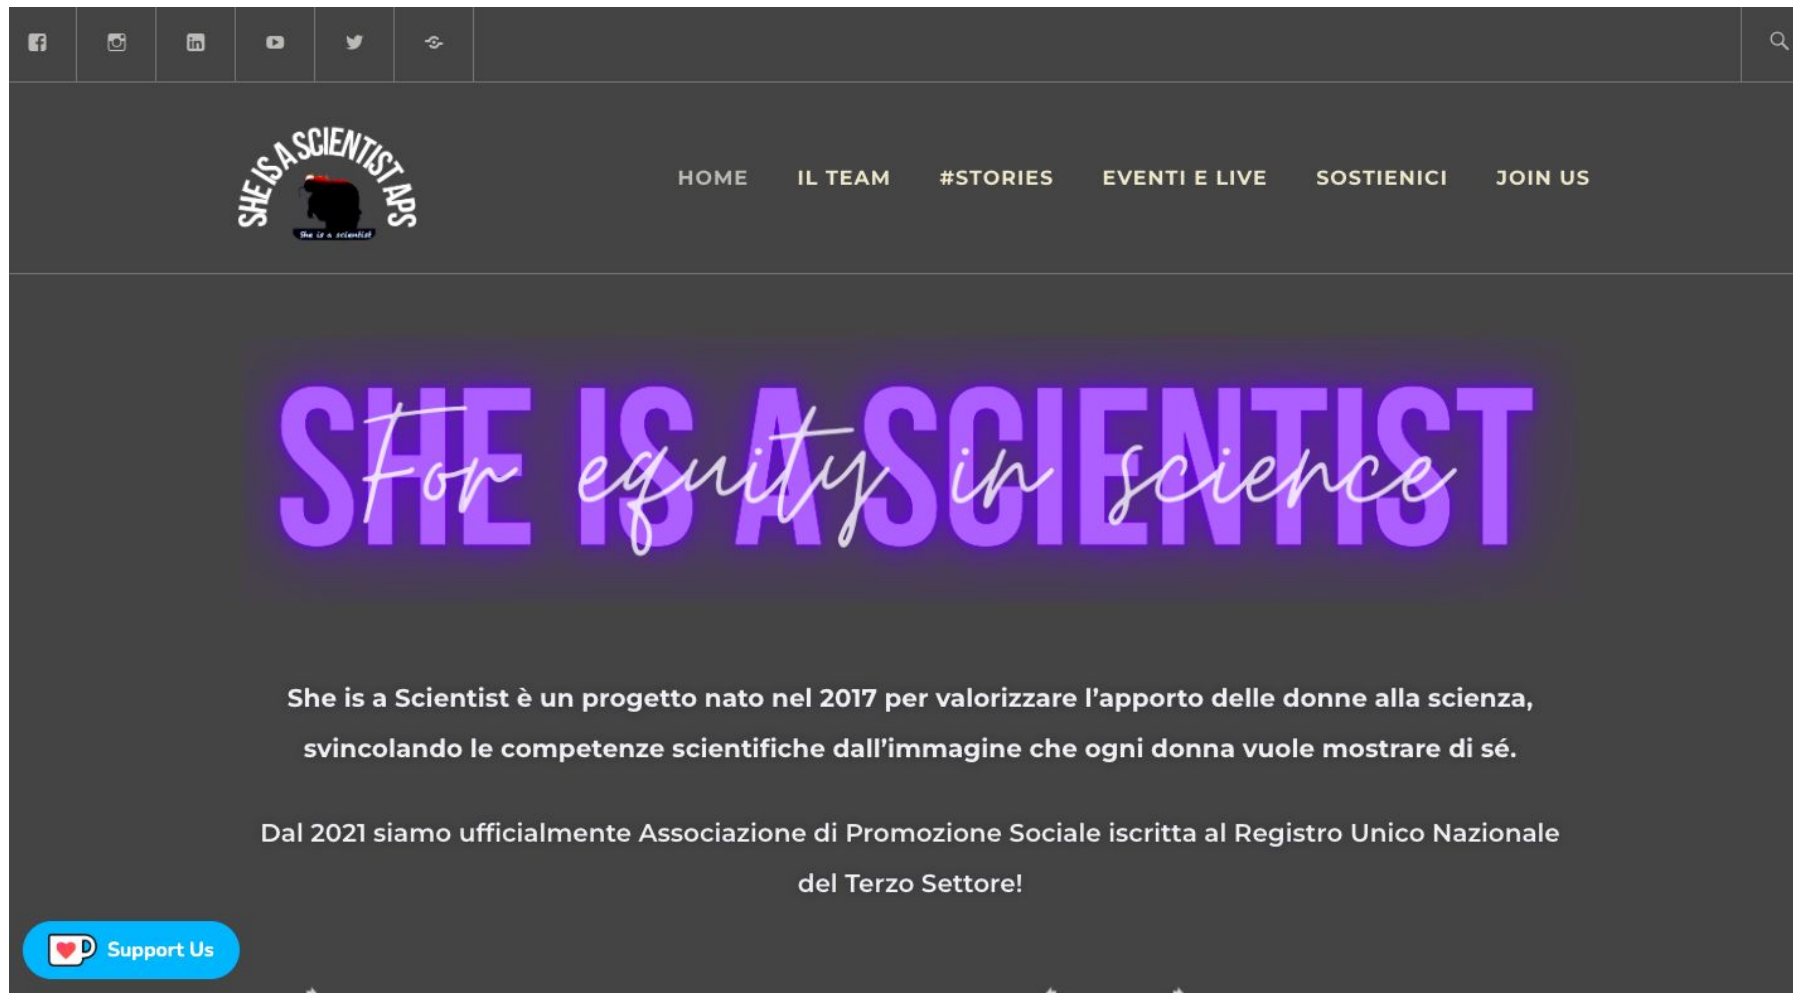 SHE IS A SCIENTIST APS
She is a scientist
HOME IL TEAM #STORIES EVENTI E LIVE SOSTIENICI JOIN US
SHE IS A SCIENTIST
For equity in science
She is a Scientist è un progetto nato nel 2017 per valorizzare l’apporto delle donne alla scienza,
svincolando le competenze scientifiche dall’immagine che ogni donna vuole mostrare di sé.
Dal 2021 siamo ufficialmente Associazione di Promozione Sociale iscritta al Registro Unico Nazionale
del Terzo Settore!
Support Us